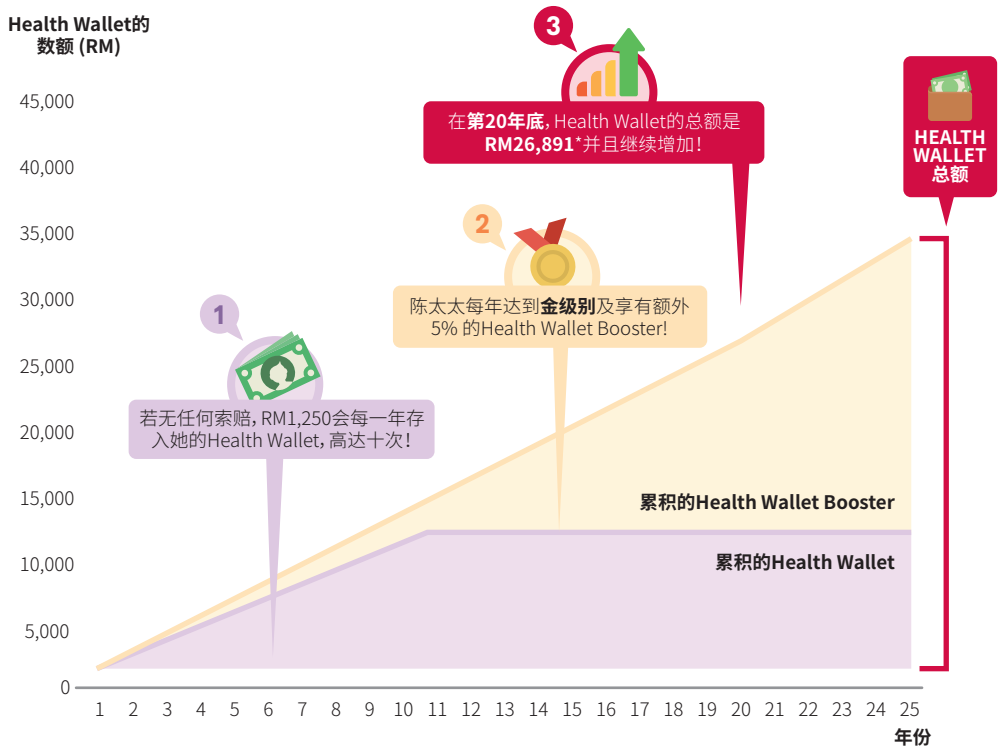 Health Wallet的
数额 (RM)
3
在第20年底，Health Wallet的总额是
RM26,891*并且继续增加！
HEALTH
WALLET
总额
2
陈太太每年达到金级别及享有额外
5% 的Health Wallet Booster!
1
若无任何索赔，RM1,250会每一年存
入她的Health Wallet，高达十次！
45,000
40,000
35,000
30,000
25,000
20,000
15,000
10,000
5,000
0
累积的Health Wallet Booster
累积的Health Wallet
1 2 3 4 5 6 7 8 9 10 11 12 13 14 15 16 17 18 19 20 21 22 23 24 25
年份